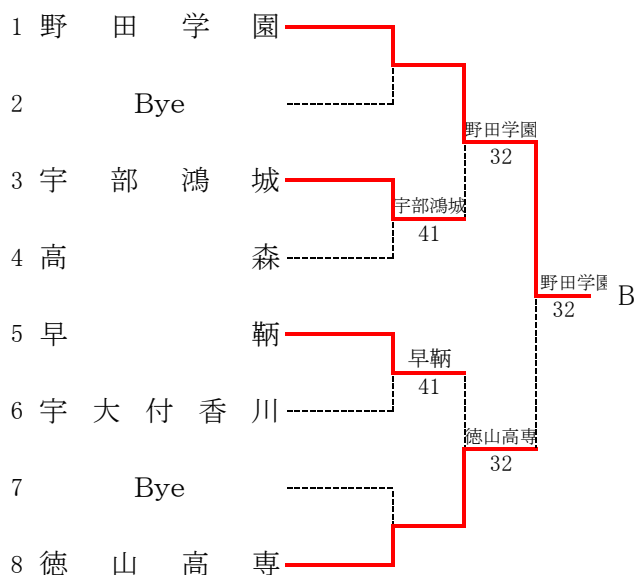 1 野田学園
2 Bye
野田学園
32
3 宇部鴻城
宇部鴻城
41
4 高森
野田学園 B
32
5 早鞆
早鞆
41
6 宇大付香川
徳山高専
32
7 Bye
8 徳山高専